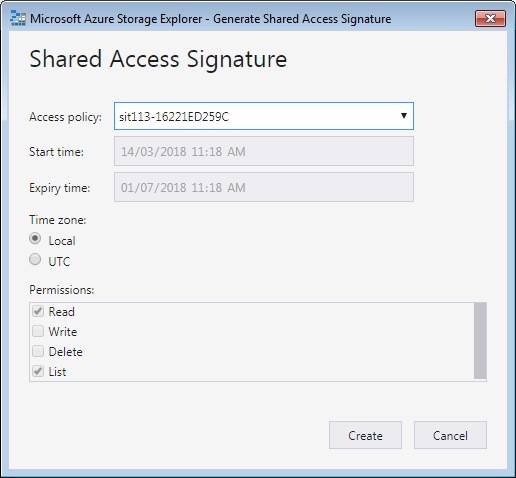 Microsoft Azure Storage Explorer - Generate Shared Access Signature
Shared Access Signature
Access policy: sit113-16221ED259C
Start time: 14/03/2018 11:18 AM
Expiry time: 01/07/2018 11:18 AM
Time zone:
Local
UTC
Permissions:
Read
Write
Delete
List
Create Cancel